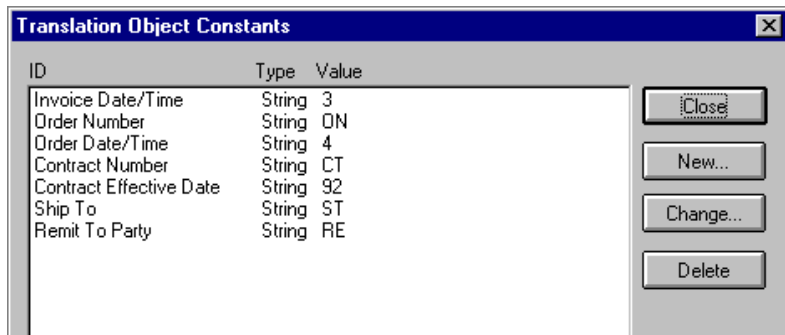 Translation Object Constants
ID Type Value
Invoice Date/Time String 3
Order Number String ON
Order Date/Time String 4
Contract Number String CT
Contract Effective Date String 92
Ship To String ST
Remit To Party String RE
Close
New...
Change...
Delete